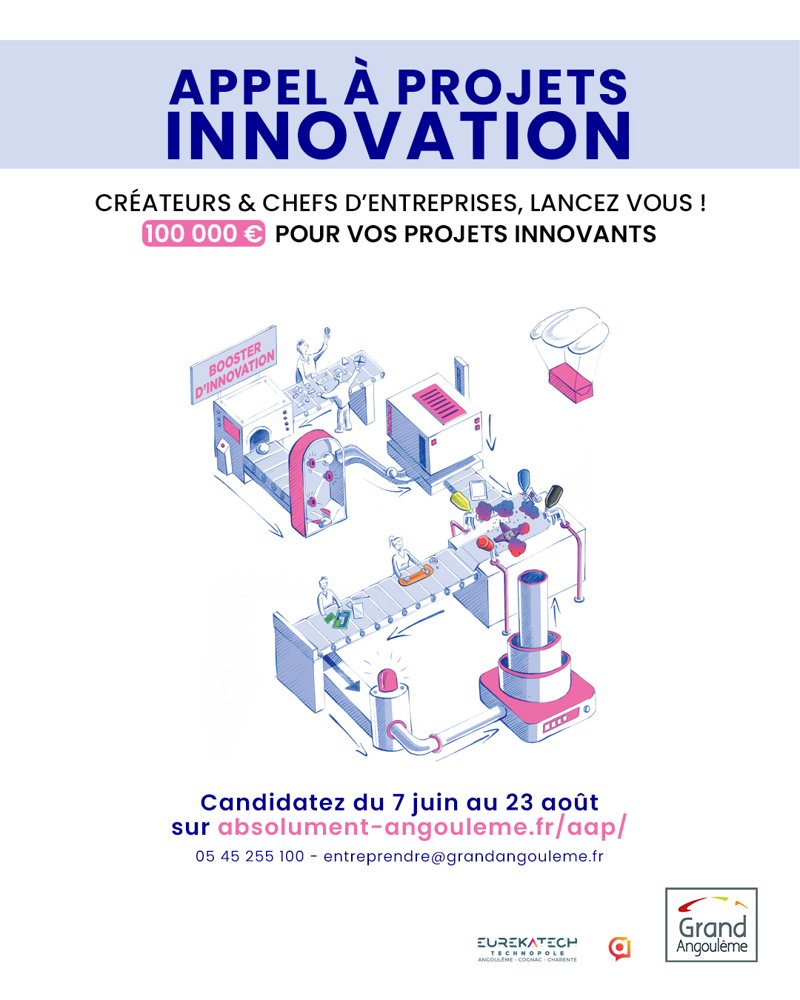 APPEL À PROJETS
INNOVATION
CRÉATEURS & CHEFS D’ENTREPRISES, LANCEZ VOUS !
100 000 € POUR VOS PROJETS INNOVANTS
BOOSTER
D'INNOVATION
Candidatez du 7 juin au 23 août
sur absolument-angouleme.fr/aap/
05 45 255 100 - entreprendre@grandangouleme.fr
EUREKATECH
TECHNOPOLE
ANGOULÊME - COGNAC - CHARENTE
a
Grand
Angoulême